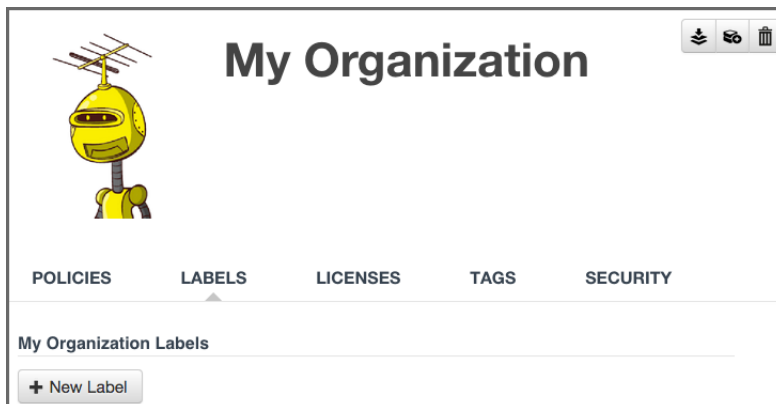 My Organization
POLICIES LABELS LICENSES TAGS SECURITY
My Organization Labels
New Label